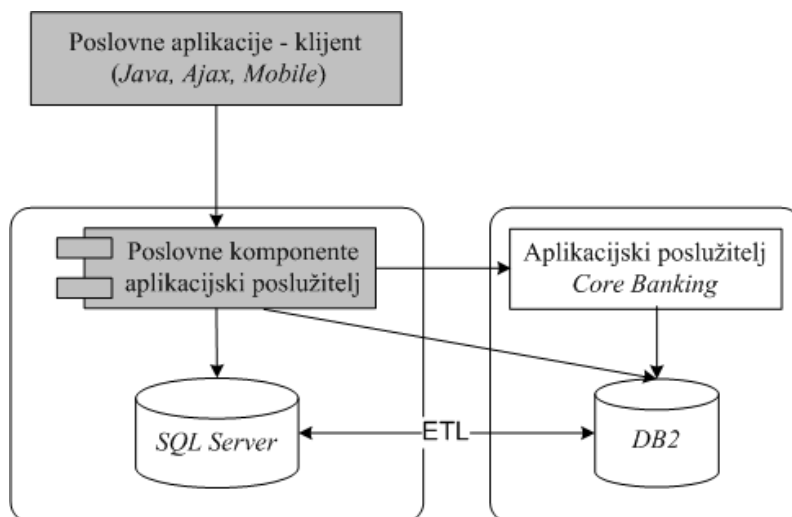 Poslovne aplikacije - klijent
(Java, Ajax, Mobile)
Poslovne komponente
aplikacijski poslužitelj
Aplikacijski poslužitelj
Core Banking
SQL Server
ETL
DB2